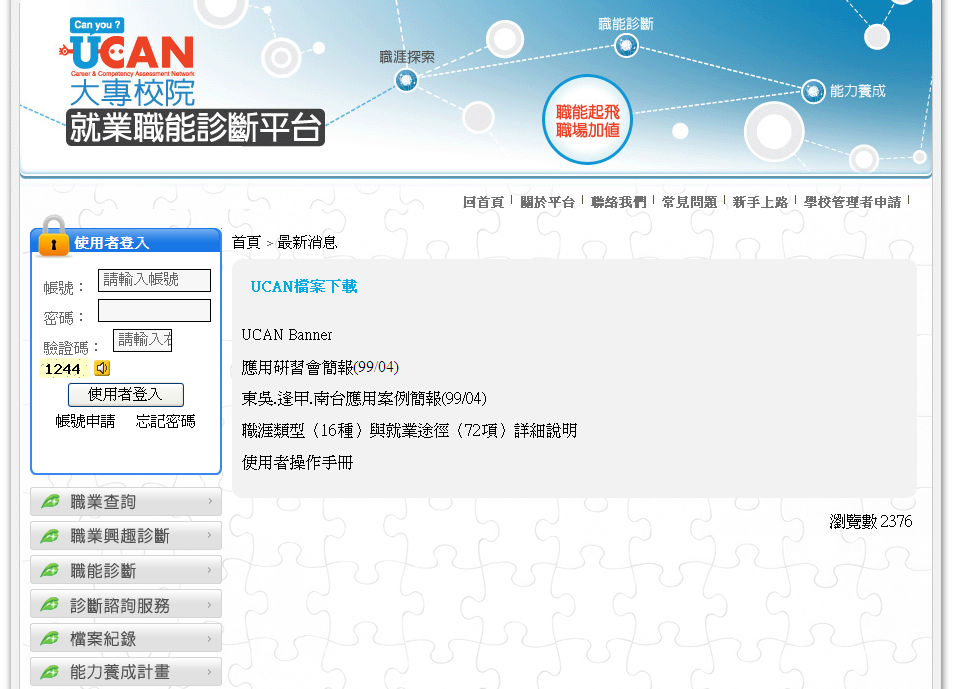 Can you ?
UCAN
Career & Competency Assessment Network
大專校院
就業職能診斷平台
職涯探索
職能診斷
能力養成
職能起飛
職場加值
回首頁 | 關於平台 | 聯絡我們 | 常見問題 | 新手上路 | 學校管理者申請 |
使用者登入
帳號： 請輸入帳號
密碼：
驗證碼： 請輸入右
1244
使用者登入
帳號申請 忘記密碼
職業查詢
職業興趣診斷
職能診斷
診斷諮詢服務
檔案紀錄
能力養成計畫
首頁 > 最新消息
UCAN檔案下載
UCAN Banner
應用研習會簡報(99/04)
東吳.逢甲.南台應用案例簡報(99/04)
職涯類型（16種）與就業途徑（72項）詳細說明
使用者操作手冊
瀏覽數 2376